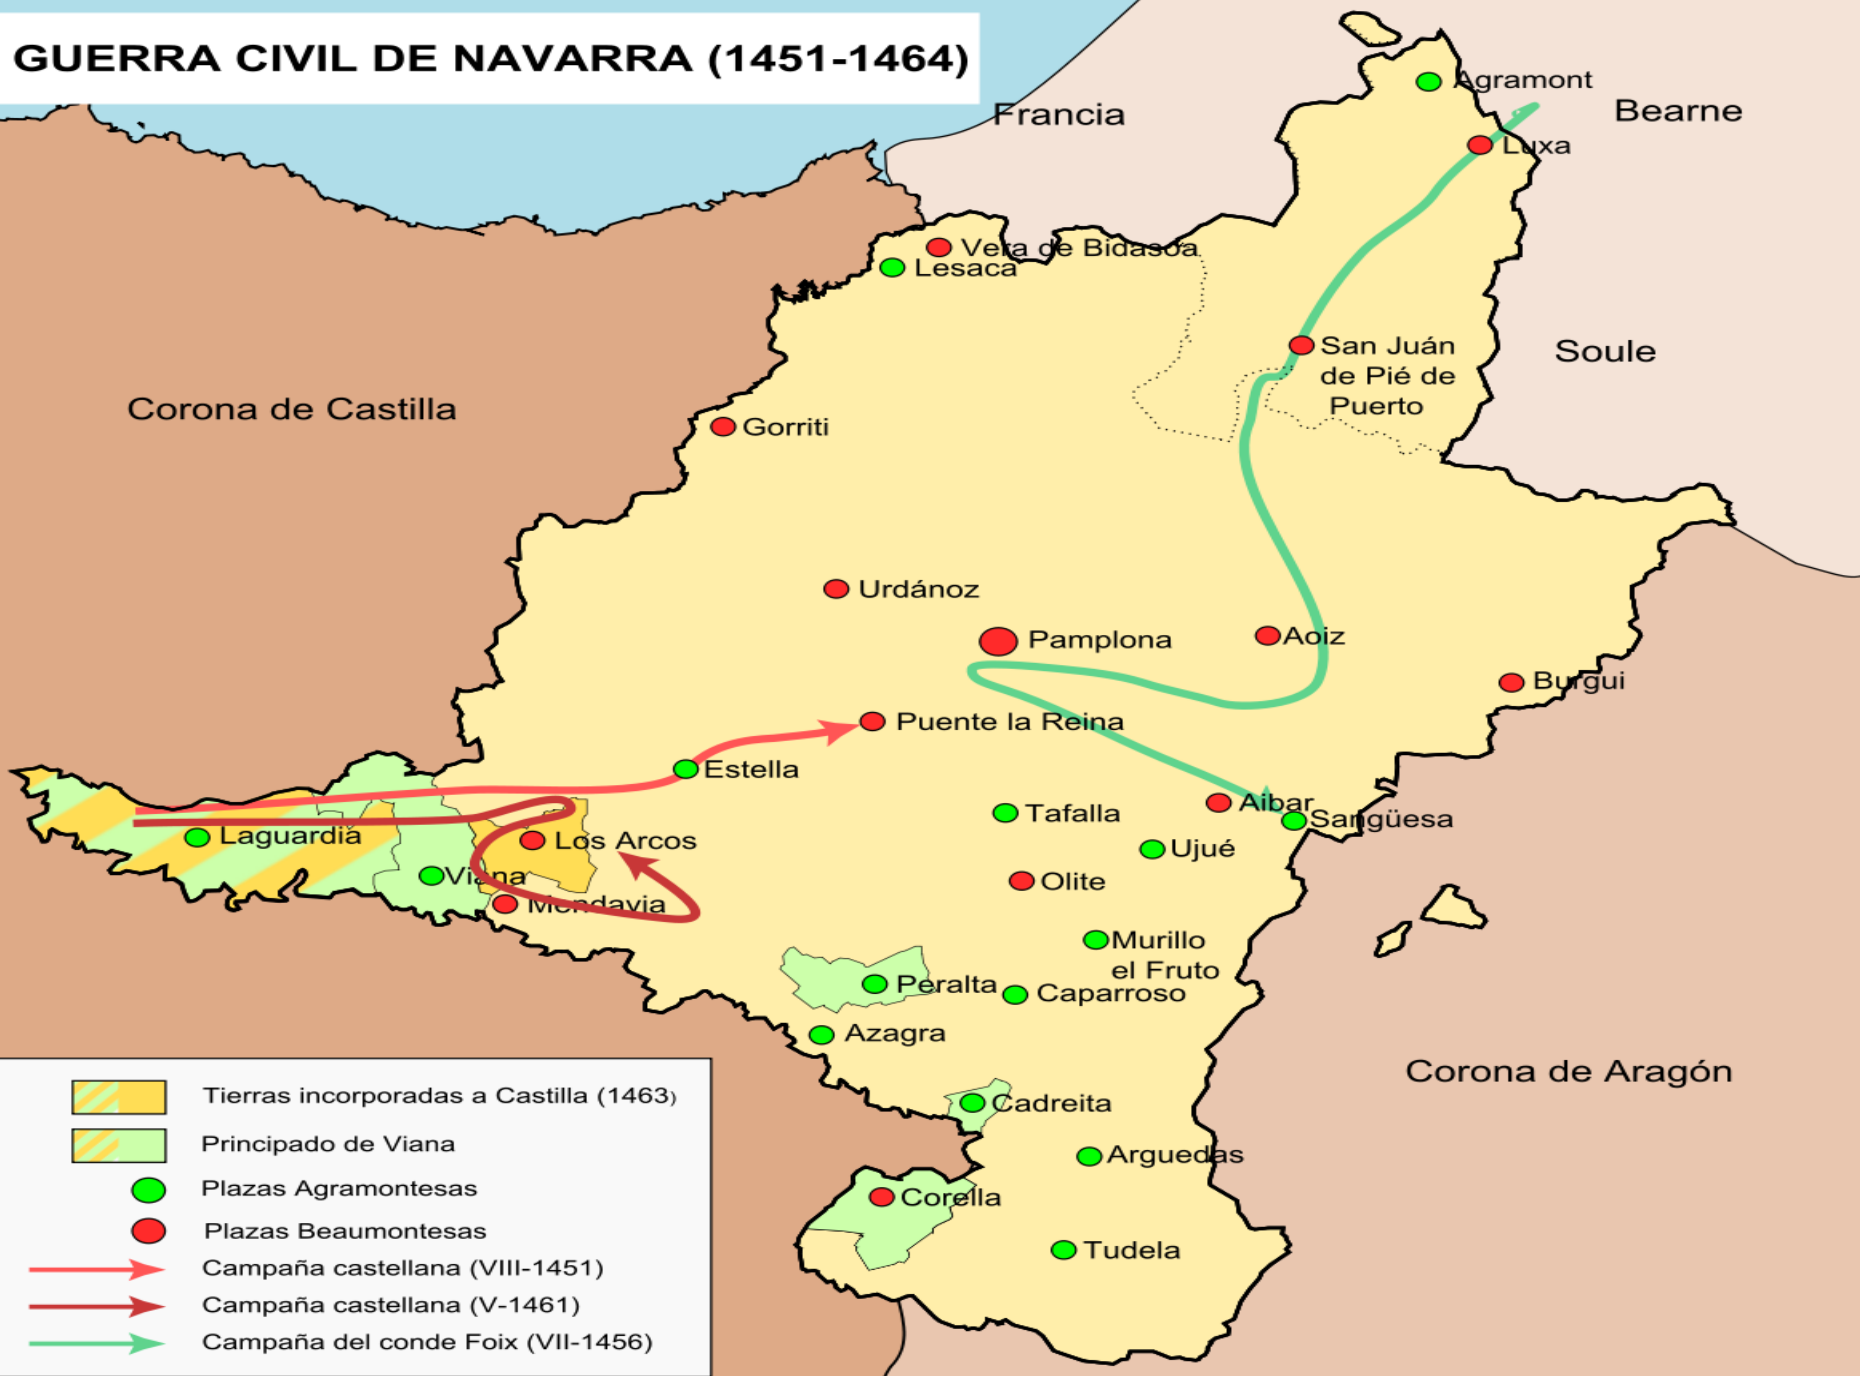 GUERRA CIVIL DE NAVARRA (1451-1464)
Agramont
Francia
Bearne
Luxa
Vera de Bidasoa
Lesaca
San Juán
de Pié de
Puerto
Soule
Corona de Castilla
Gorriti
Urdánoz
Pamplona
Aoiz
Burgui
Puente la Reina
Estella
Aibar
Tafalla
Sangüesa
Laguardia
Los Arcos
Ujué
Viana
Olite
Mendavia
Murillo
el Fruto
Peralta
Caparroso
Azagra
Corona de Aragón
Cadreita
Arguedas
Corella
Tudela
Tierras incorporadas a Castilla (1463)
Principado de Viana
Plazas Agramontesas
Plazas Beaumontesas
Campaña castellana (VIII-1451)
Campaña castellana (V-1461)
Campaña del conde Foix (VII-1456)